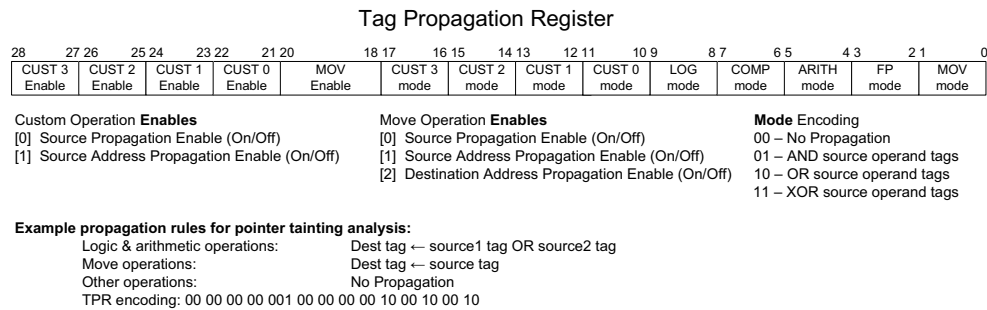 Tag Propagation Register
28 27 26 25 24 23 22 21 20 18 17 16 15 14 13 12 11 10 9 8 7 6 5 4 3 2 1 0
CUST 3 CUST 2 CUST 1 CUST 0 MOV CUST 3 CUST 2 CUST 1 CUST 0 LOG COMP ARITH FP MOV
Enable Enable Enable Enable Enable mode mode mode mode mode mode mode mode mode
Custom Operation Enables Move Operation Enables Mode Encoding
[0] Source Propagation Enable (On/Off) [0] Source Propagation Enable (On/Off) 00 – No Propagation
[1] Source Address Propagation Enable (On/Off) [1] Source Address Propagation Enable (On/Off) 01 – AND source operand tags
[2] Destination Address Propagation Enable (On/Off) 10 – OR source operand tags
11 – XOR source operand tags
Example propagation rules for pointer tainting analysis:
Logic & arithmetic operations: Dest tag ← source1 tag OR source2 tag
Move operations: Dest tag ← source tag
Other operations: No Propagation
TPR encoding: 00 00 00 00 001 00 00 00 00 10 00 10 00 10